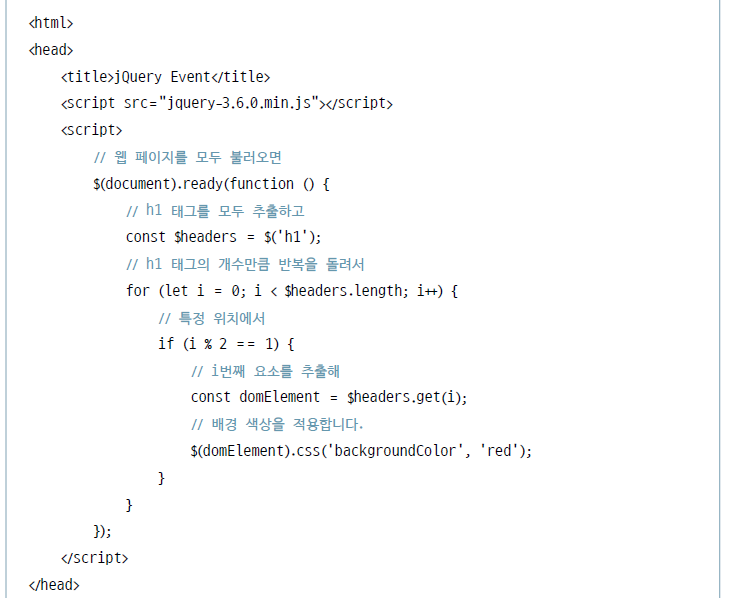 <html>
<head>
<title>jQuery Event</title>
<script src="jquery-3.6.0.min.js"></script>
<script>
// 웹 페이지를 모두 불러오면
$(document).ready(function () {
// h1 태그를 모두 추출하고
const $headers = $('h1');
// h1 태그의 개수만큼 반복을 돌려서
for (let i = 0; i < $headers.length; i++) {
// 특정 위치에서
if (i % 2 == 1) {
// i번째 요소를 추출해
const domElement = $headers.get(i);
// 배경 색상을 적용합니다.
$(domElement).css('backgroundColor', 'red');
}
}
});
</script>
</head>